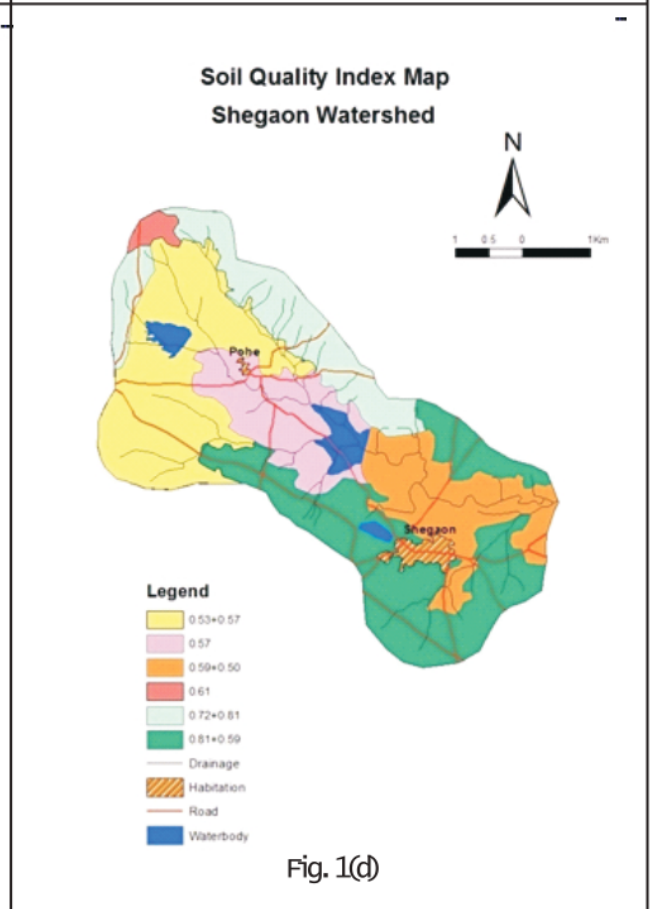 Soil Quality Index Map
Shegaon Watershed
N
1 0.5 0 1Km
Pohe
Shegaon
Legend
0.53+0.57
0.57
0.59+0.50
0.61
0.72+0.81
0.81+0.59
Drainage
Habitation
Road
Waterbody
Fig. 1(d)